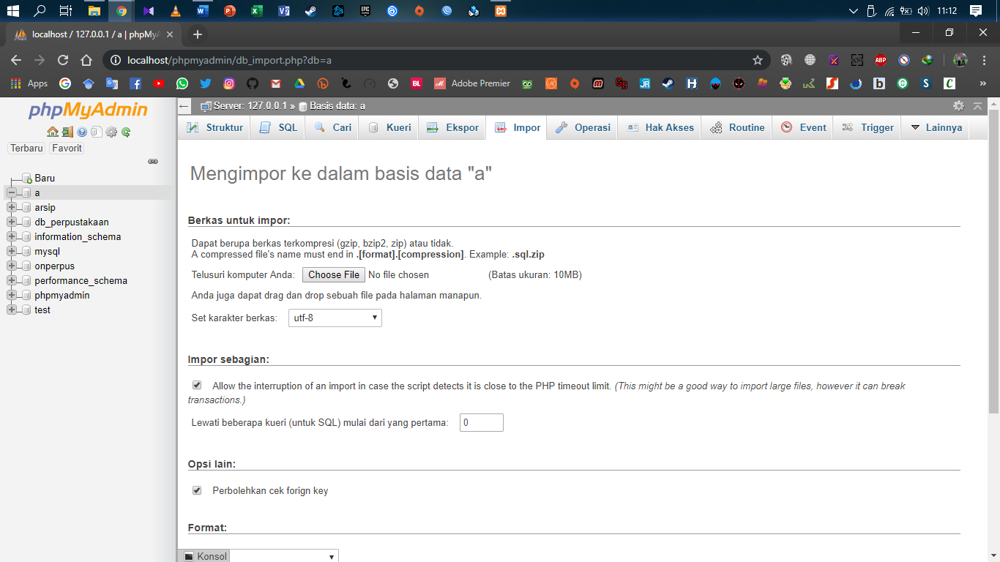 11:12
localhost / 127.0.0.1 / a | phpMyA
localhost/phpmyadmin/db_import.php?db=a
ABP
Apps
BL
Adobe Premier
JR
H
b
S
C
phpMyAdmin
Terbaru Favorit
Baru
a
arsip
db_perpustakaan
information_schema
mysql
onperpus
performance_schema
phpmyadmin
test
Server: 127.0.0.1 » Basis data: a
Struktur SQL Cari Kueri Ekspor Impor Operasi Hak Akses Routine Event Trigger Lainnya
Mengimpor ke dalam basis data "a"
Berkas untuk impor:
Dapat berupa berkas terkompresi (gzip, bzip2, zip) atau tidak.
A compressed file's name must end in .[format].[compression]. Example: .sql.zip
Telusuri komputer Anda: Choose File No file chosen (Batas ukuran: 10MB)
Anda juga dapat drag dan drop sebuah file pada halaman manapun.
Set karakter berkas: utf-8
Impor sebagian:
Allow the interruption of an import in case the script detects it is close to the PHP timeout limit. (This might be a good way to import large files, however it can break
transactions.)
Lewati beberapa kueri (untuk SQL) mulai dari yang pertama: 0
Opsi lain:
Perbolehkan cek forign key
Format:
Konsol